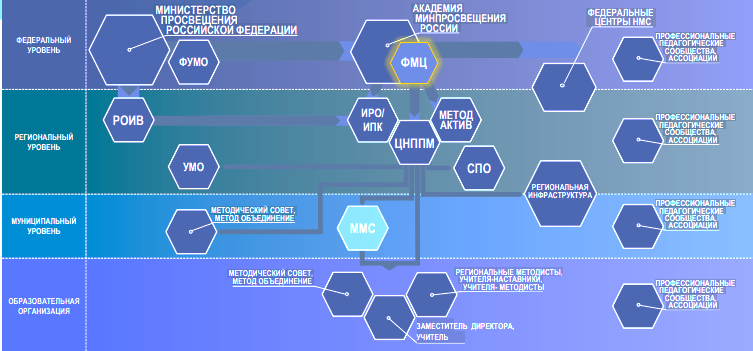 ФЕДЕРАЛЬНЫЙ
УРОВЕНЬ
МИНИСТЕРСТВО
ПРОСВЕЩЕНИЯ
РОССИЙСКОЙ ФЕДЕРАЦИИ
ФУМО
АКАДЕМИЯ
МИНПРОСВЕЩЕНИЯ
РОССИИ
ФМЦ
ФЕДЕРАЛЬНЫЕ
ЦЕНТРЫ НМС
ПРОФЕССИОНАЛЬНЫЕ
ПЕДАГОГИЧЕСКИЕ
СООБЩЕСТВА,
АССОЦИАЦИИ
РЕГИОНАЛЬНЫЙ
УРОВЕНЬ
РОИВ
ИРО/
ИПК
МЕТОД
АКТИВ
ЦНППМ
УМО
СПО
РЕГИОНАЛЬНАЯ
ИНФРАСТРУКТУРА
ПРОФЕССИОНАЛЬНЫЕ
ПЕДАГОГИЧЕСКИЕ
СООБЩЕСТВА,
АССОЦИАЦИИ
МУНИЦИПАЛЬНЫЙ
УРОВЕНЬ
МЕТОДИЧЕСКИЙ СОВЕТ,
МЕТОД ОБЪЕДИНЕНИЕ
ММС
ПРОФЕССИОНАЛЬНЫЕ
ПЕДАГОГИЧЕСКИЕ
СООБЩЕСТВА,
АССОЦИАЦИИ
ОБРАЗОВАТЕЛЬНАЯ
ОРГАНИЗАЦИЯ
МЕТОДИЧЕСКИЙ СОВЕТ,
МЕТОД ОБЪЕДИНЕНИЕ
РЕГИОНАЛЬНЫЕ МЕТОДИСТЫ,
УЧИТЕЛЯ-НАСТАВНИКИ,
УЧИТЕЛЯ- МЕТОДИСТЫ
ЗАМЕСТИТЕЛЬ ДИРЕКТОРА,
УЧИТЕЛЬ
ПРОФЕССИОНАЛЬНЫЕ
ПЕДАГОГИЧЕСКИЕ
СООБЩЕСТВА,
АССОЦИАЦИИ